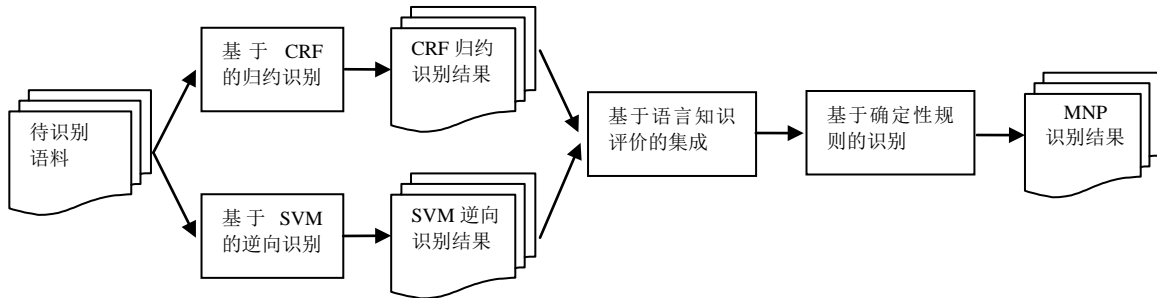 待识别
语料
基于 CRF
的归约识别
CRF 归约
识别结果
基于 SVM
的逆向识别
SVM 逆向
识别结果
基于语言知识
评价的集成
基于确定性规
则的识别
MNP
识别结果